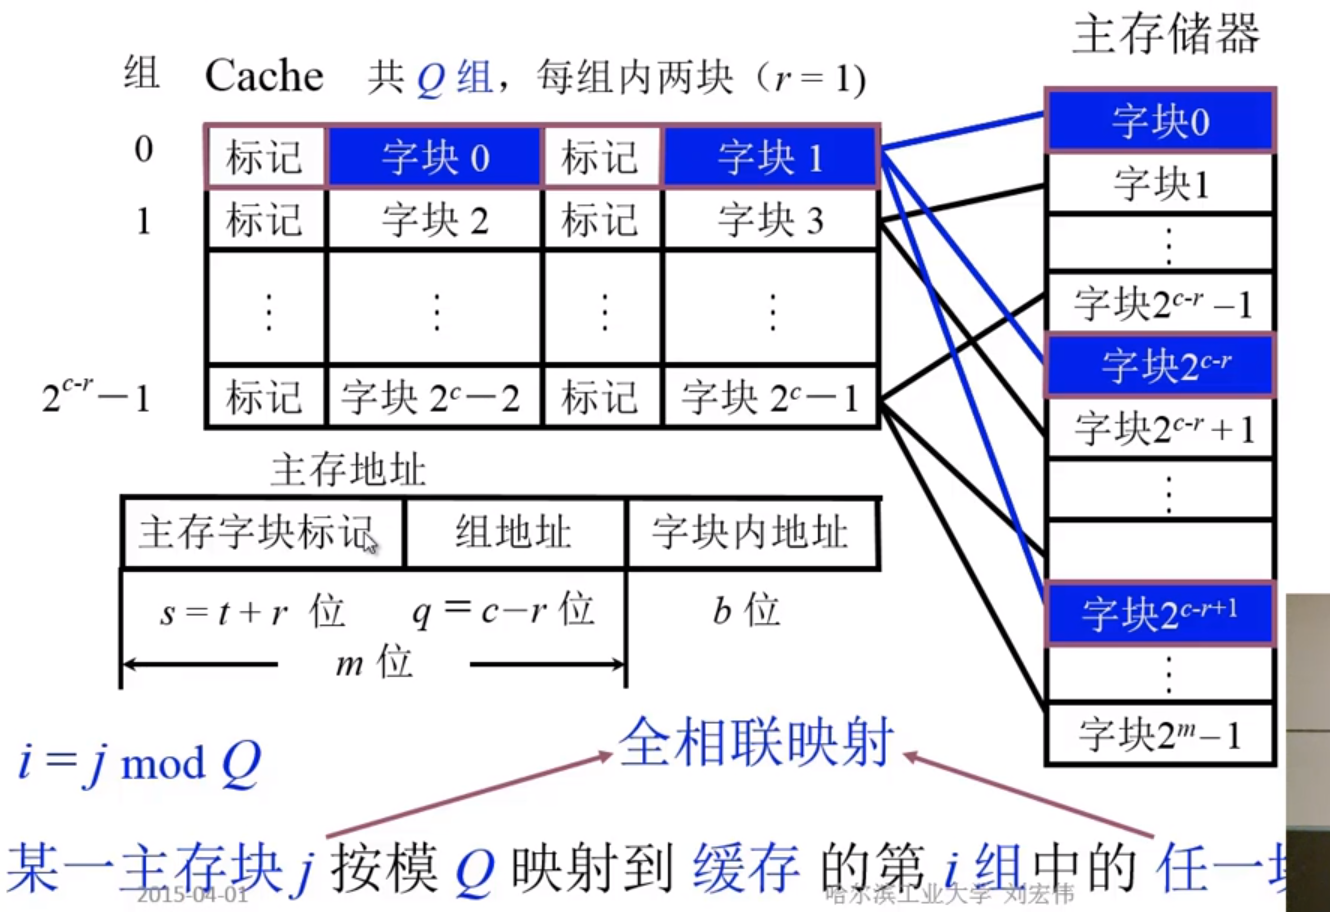 主存储器
组 Cache 共 Q 组，每组内两块（r = 1）
0 标记 字块 0 标记 字块 1
1 标记 字块 2 标记 字块 3
⋮ ⋮ ⋮ ⋮
2^{c-r}－1 标记 字块 2^c－2 标记 字块 2^c－1
字块0
字块1
⋮
字块2^{c-r} –1
字块2^{c-r}
字块2^{c-r} + 1
⋮
字块2^{c-r+1}
⋮
字块2^m–1
主存地址
主存字块标记 组地址 字块内地址
s = t + r 位 q = c–r 位 b 位
m 位
全相联映射
i = j mod Q
某一主存块 j 按模 Q 映射到 缓存 的第 i 组中的 任一
2015-04-01 哈尔滨工业大学 刘宏伟